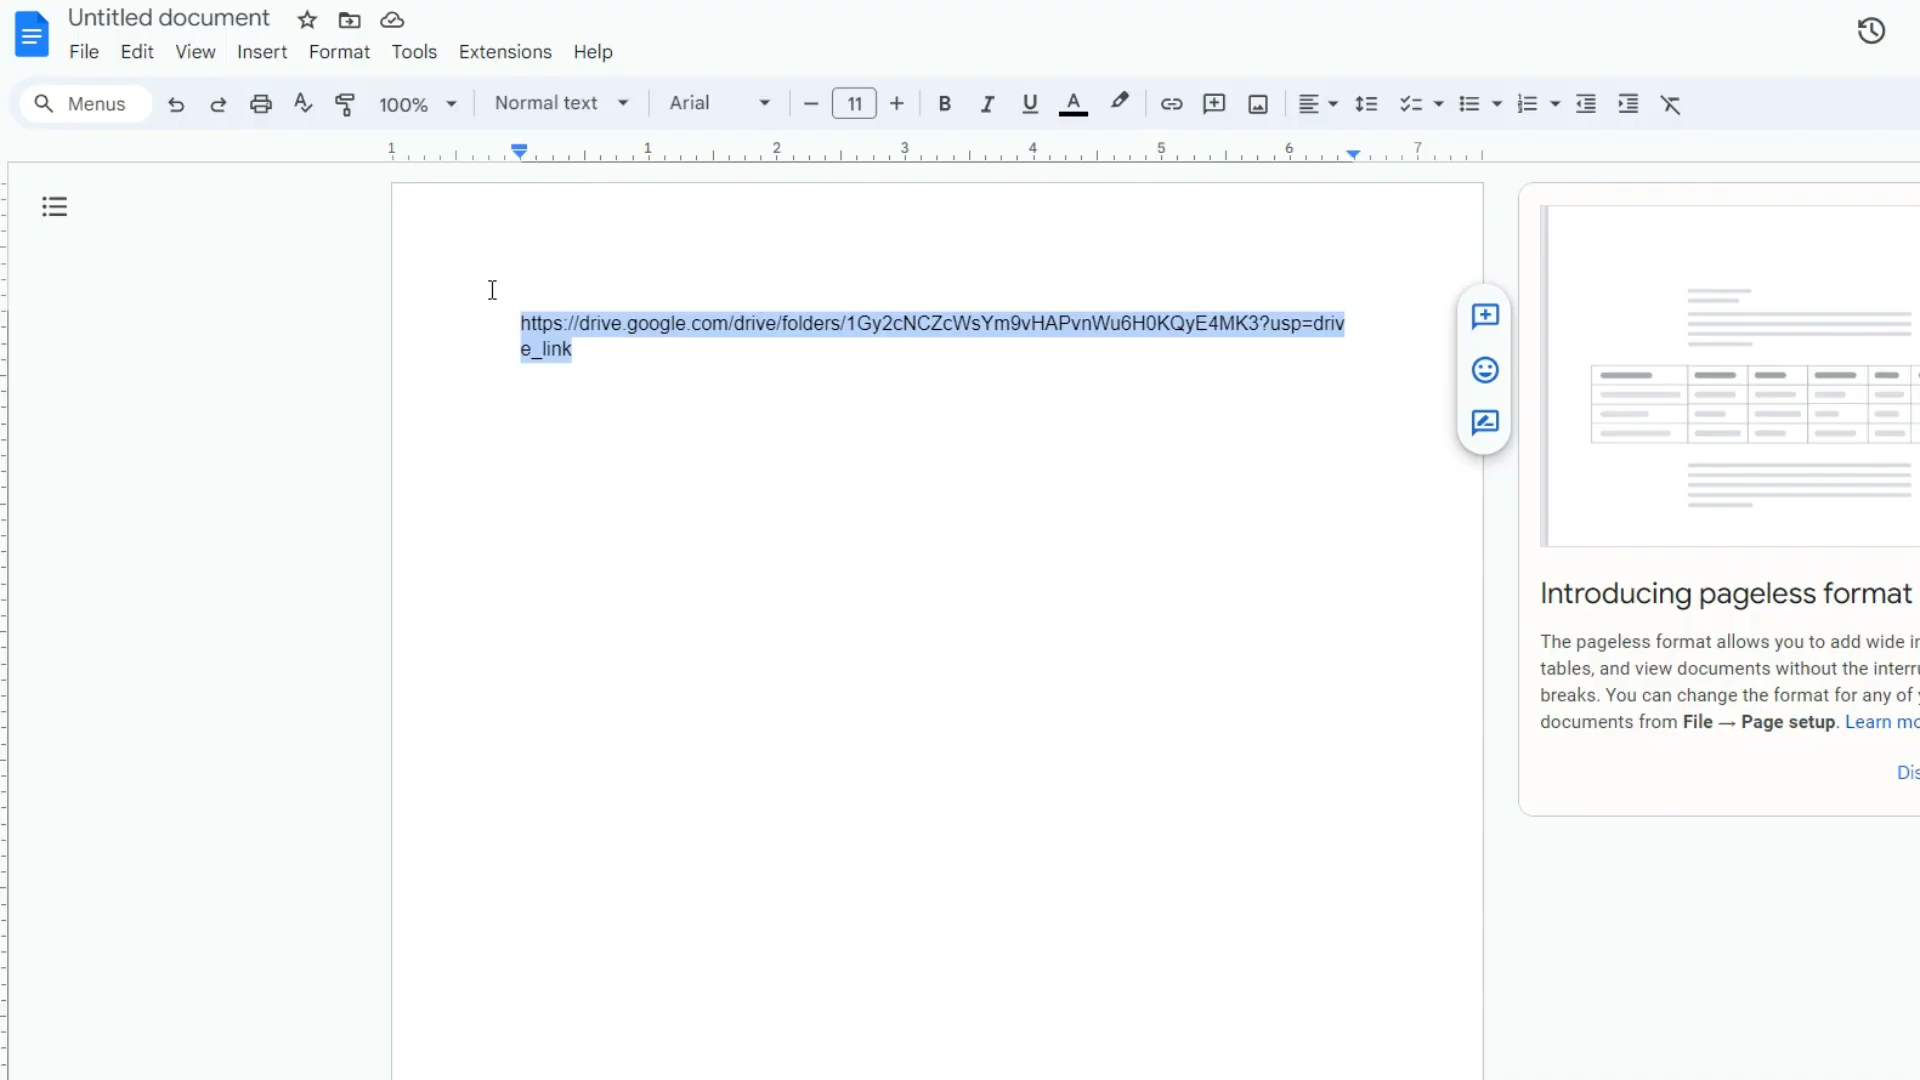 Untitled document
File Edit View Insert Format Tools Extensions Help
Menus 100% Normal text Arial 11
1 1 2 3 4 5 6 7
https://drive.google.com/drive/folders/1Gy2cNCZcWsYm9vHAPvnWu6H0KQyE4MK3?usp=driv
e_link
Introducing pageless format
The pageless format allows you to add wide
tables, and view documents without the
breaks. You can change the format for any of
documents from File → Page setup. Learn